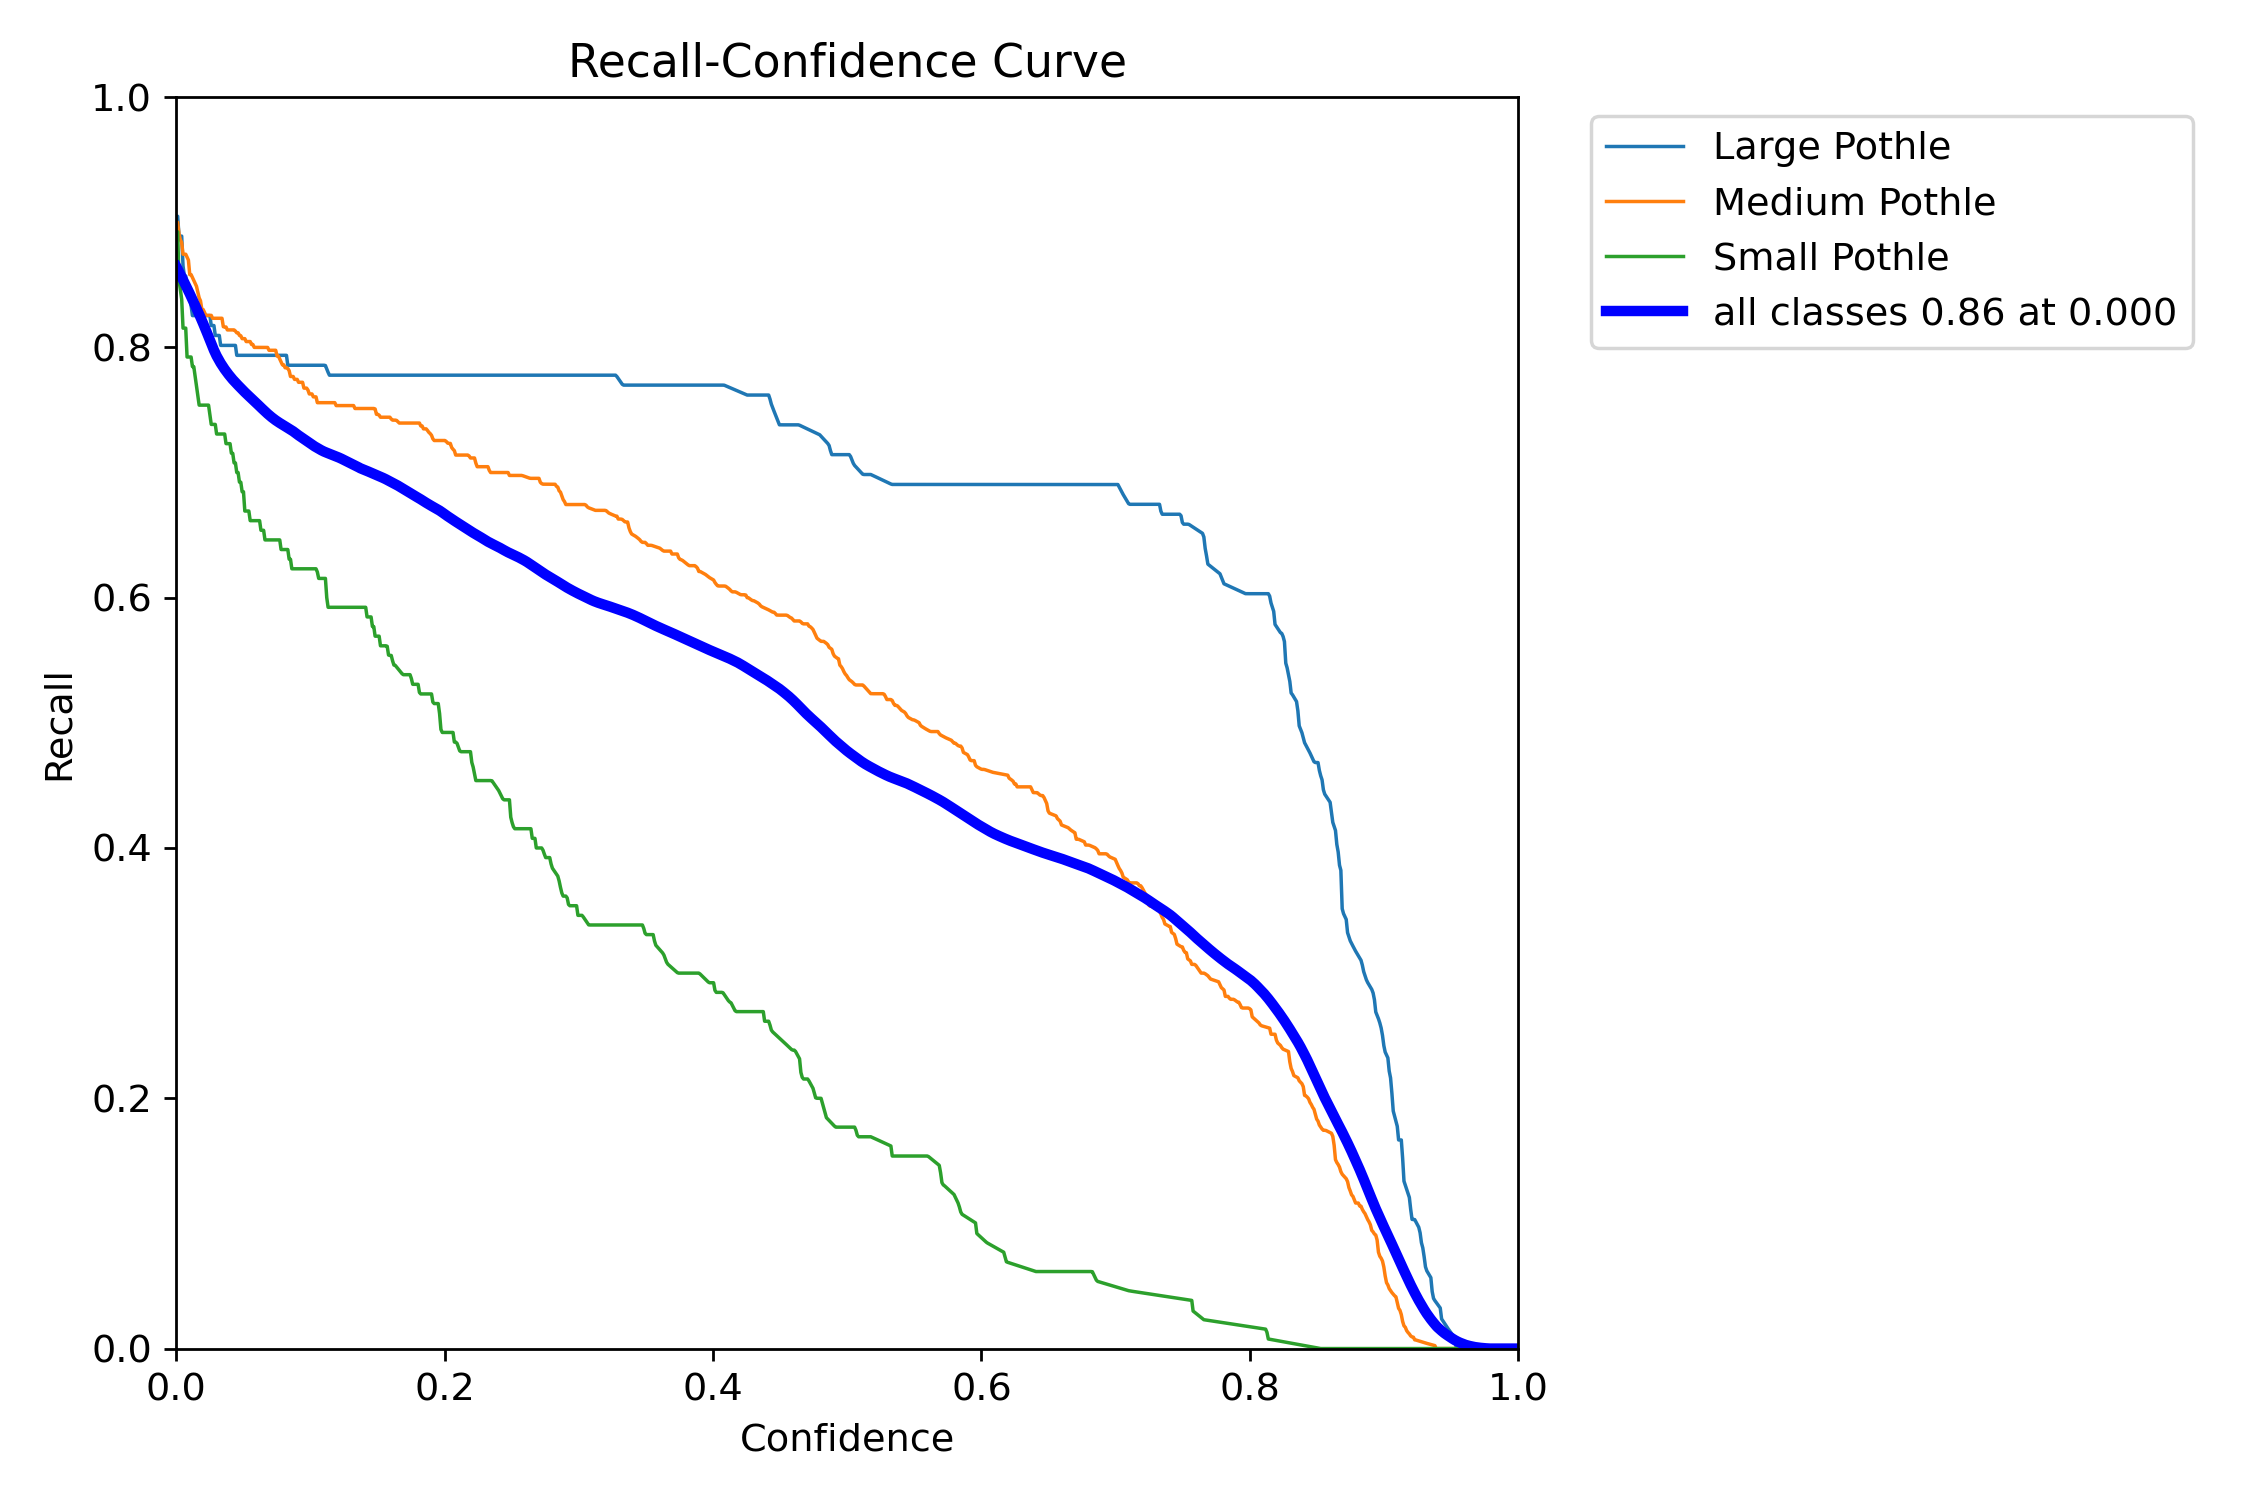 Recall-Confidence Curve
1.0
0.8
0.6
0.4
0.2
0.0
Recall
0.0 0.2 0.4 0.6 0.8 1.0
Confidence
Large Pothle
Medium Pothle
Small Pothle
all classes 0.86 at 0.000